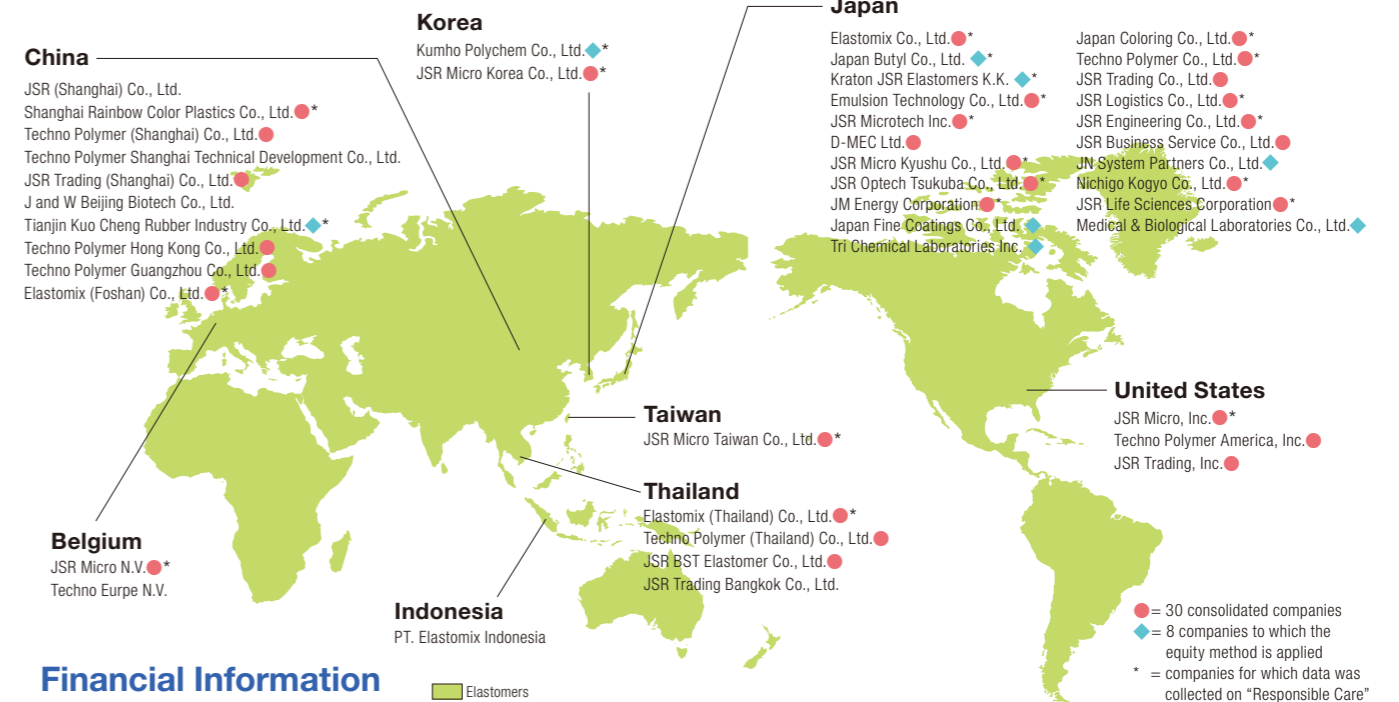 China
JSR (Shanghai) Co., Ltd.
Shanghai Rainbow Color Plastics Co., Ltd.*
Techno Polymer (Shanghai) Co., Ltd.
Techno Polymer Shanghai Technical Development Co., Ltd.
JSR Trading (Shanghai) Co., Ltd.
J and W Beijing Biotech Co., Ltd.
Tianjin Kuo Cheng Rubber Industry Co., Ltd.*
Techno Polymer Hong Kong Co., Ltd.
Techno Polymer Guangzhou Co., Ltd.
Elastomix (Foshan) Co., Ltd.*
Korea
Kumho Polychem Co., Ltd.*
JSR Micro Korea Co., Ltd.*
Japan
Elastomix Co., Ltd.*
Japan Butyl Co., Ltd.*
Kraton JSR Elastomers K.K.*
Emulsion Technology Co., Ltd.*
JSR Microtech Inc.*
D-MEC Ltd.
JSR Micro Kyushu Co., Ltd.*
JSR Optech Tsukuba Co., Ltd.*
JM Energy Corporation*
Japan Fine Coatings Co., Ltd.
Tri Chemical Laboratories Inc.
Japan Coloring Co., Ltd.*
Techno Polymer Co., Ltd.*
JSR Trading Co., Ltd.
JSR Logistics Co., Ltd.*
JSR Engineering Co., Ltd.*
JSR Business Service Co., Ltd.
JN System Partners Co., Ltd.
Nichigo Kogyo Co., Ltd.*
JSR Life Sciences Corporation*
Medical & Biological Laboratories Co., Ltd.
Taiwan
JSR Micro Taiwan Co., Ltd.*
Thailand
Elastomix (Thailand) Co., Ltd.*
Techno Polymer (Thailand) Co., Ltd.
JSR BST Elastomer Co., Ltd.
JSR Trading Bangkok Co., Ltd.
United States
JSR Micro, Inc.*
Techno Polymer America, Inc.
JSR Trading, Inc.
Belgium
JSR Micro N.V.*
Techno Eurpe N.V.
Indonesia
PT. Elastomix Indonesia
= 30 consolidated companies
= 8 companies to which the
equity method is applied
* = companies for which data was
collected on “Responsible Care”
Financial Information
Elastomers